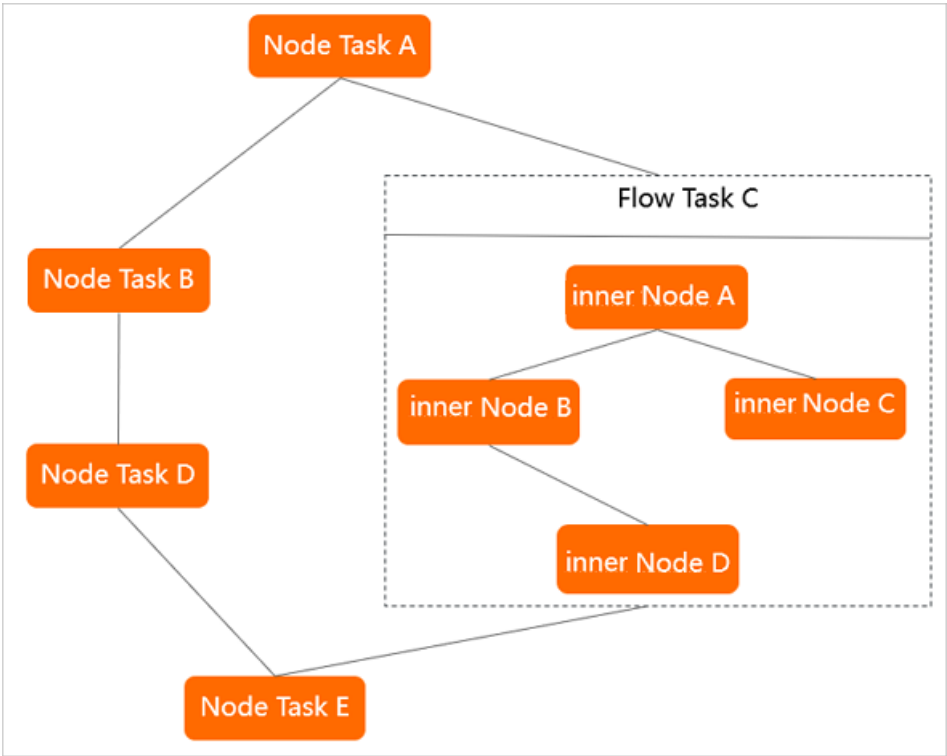 Node Task A
Flow Task C
Node Task B
inner Node A
inner Node B
inner Node C
Node Task D
inner Node D
Node Task E